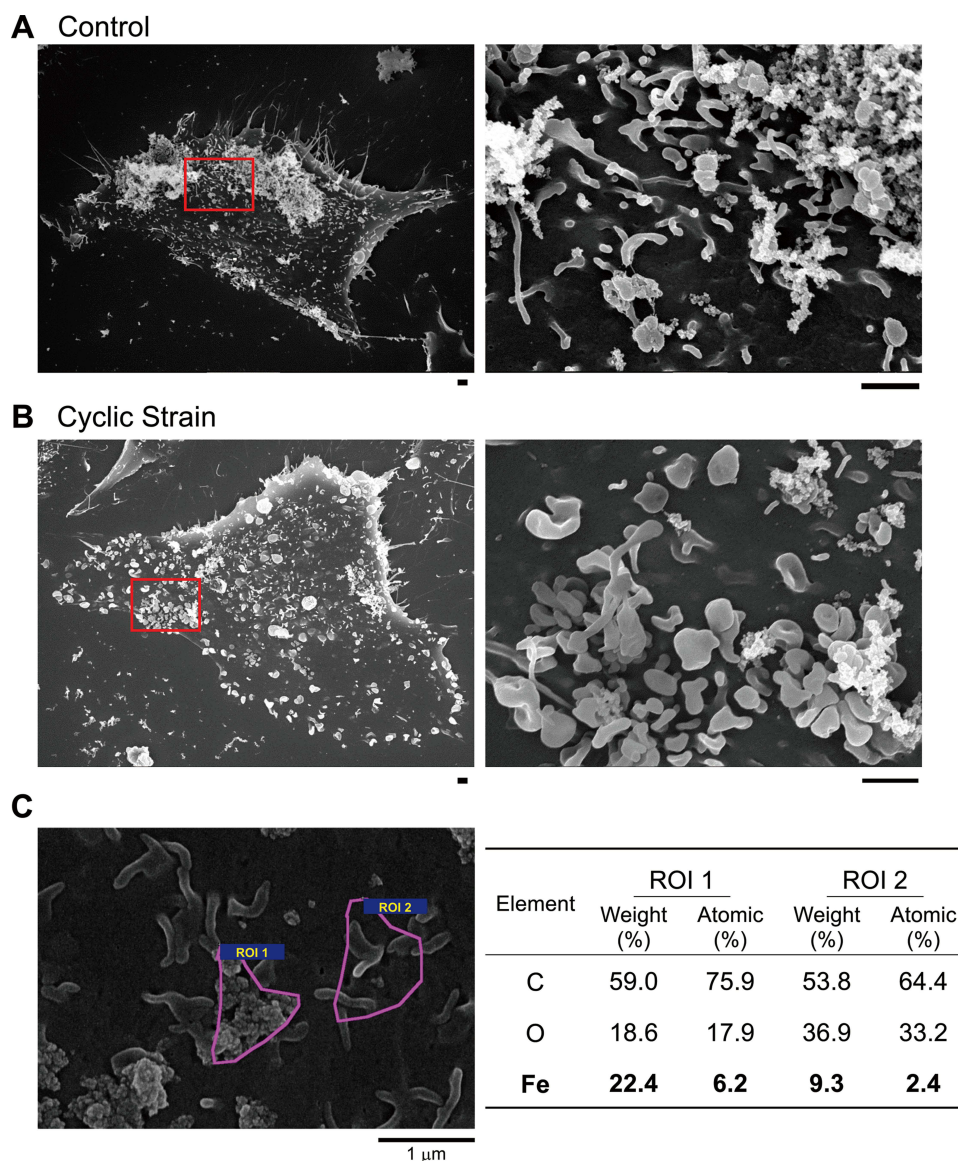 A Control
B Cyclic Strain
C
ROI 1
ROI 2
1 μm
Element
ROI 1
ROI 2
Weight (%)
Atomic (%)
Weight (%)
Atomic (%)
C 59.0 75.9 53.8 64.4
O 18.6 17.9 36.9 33.2
Fe 22.4 6.2 9.3 2.4